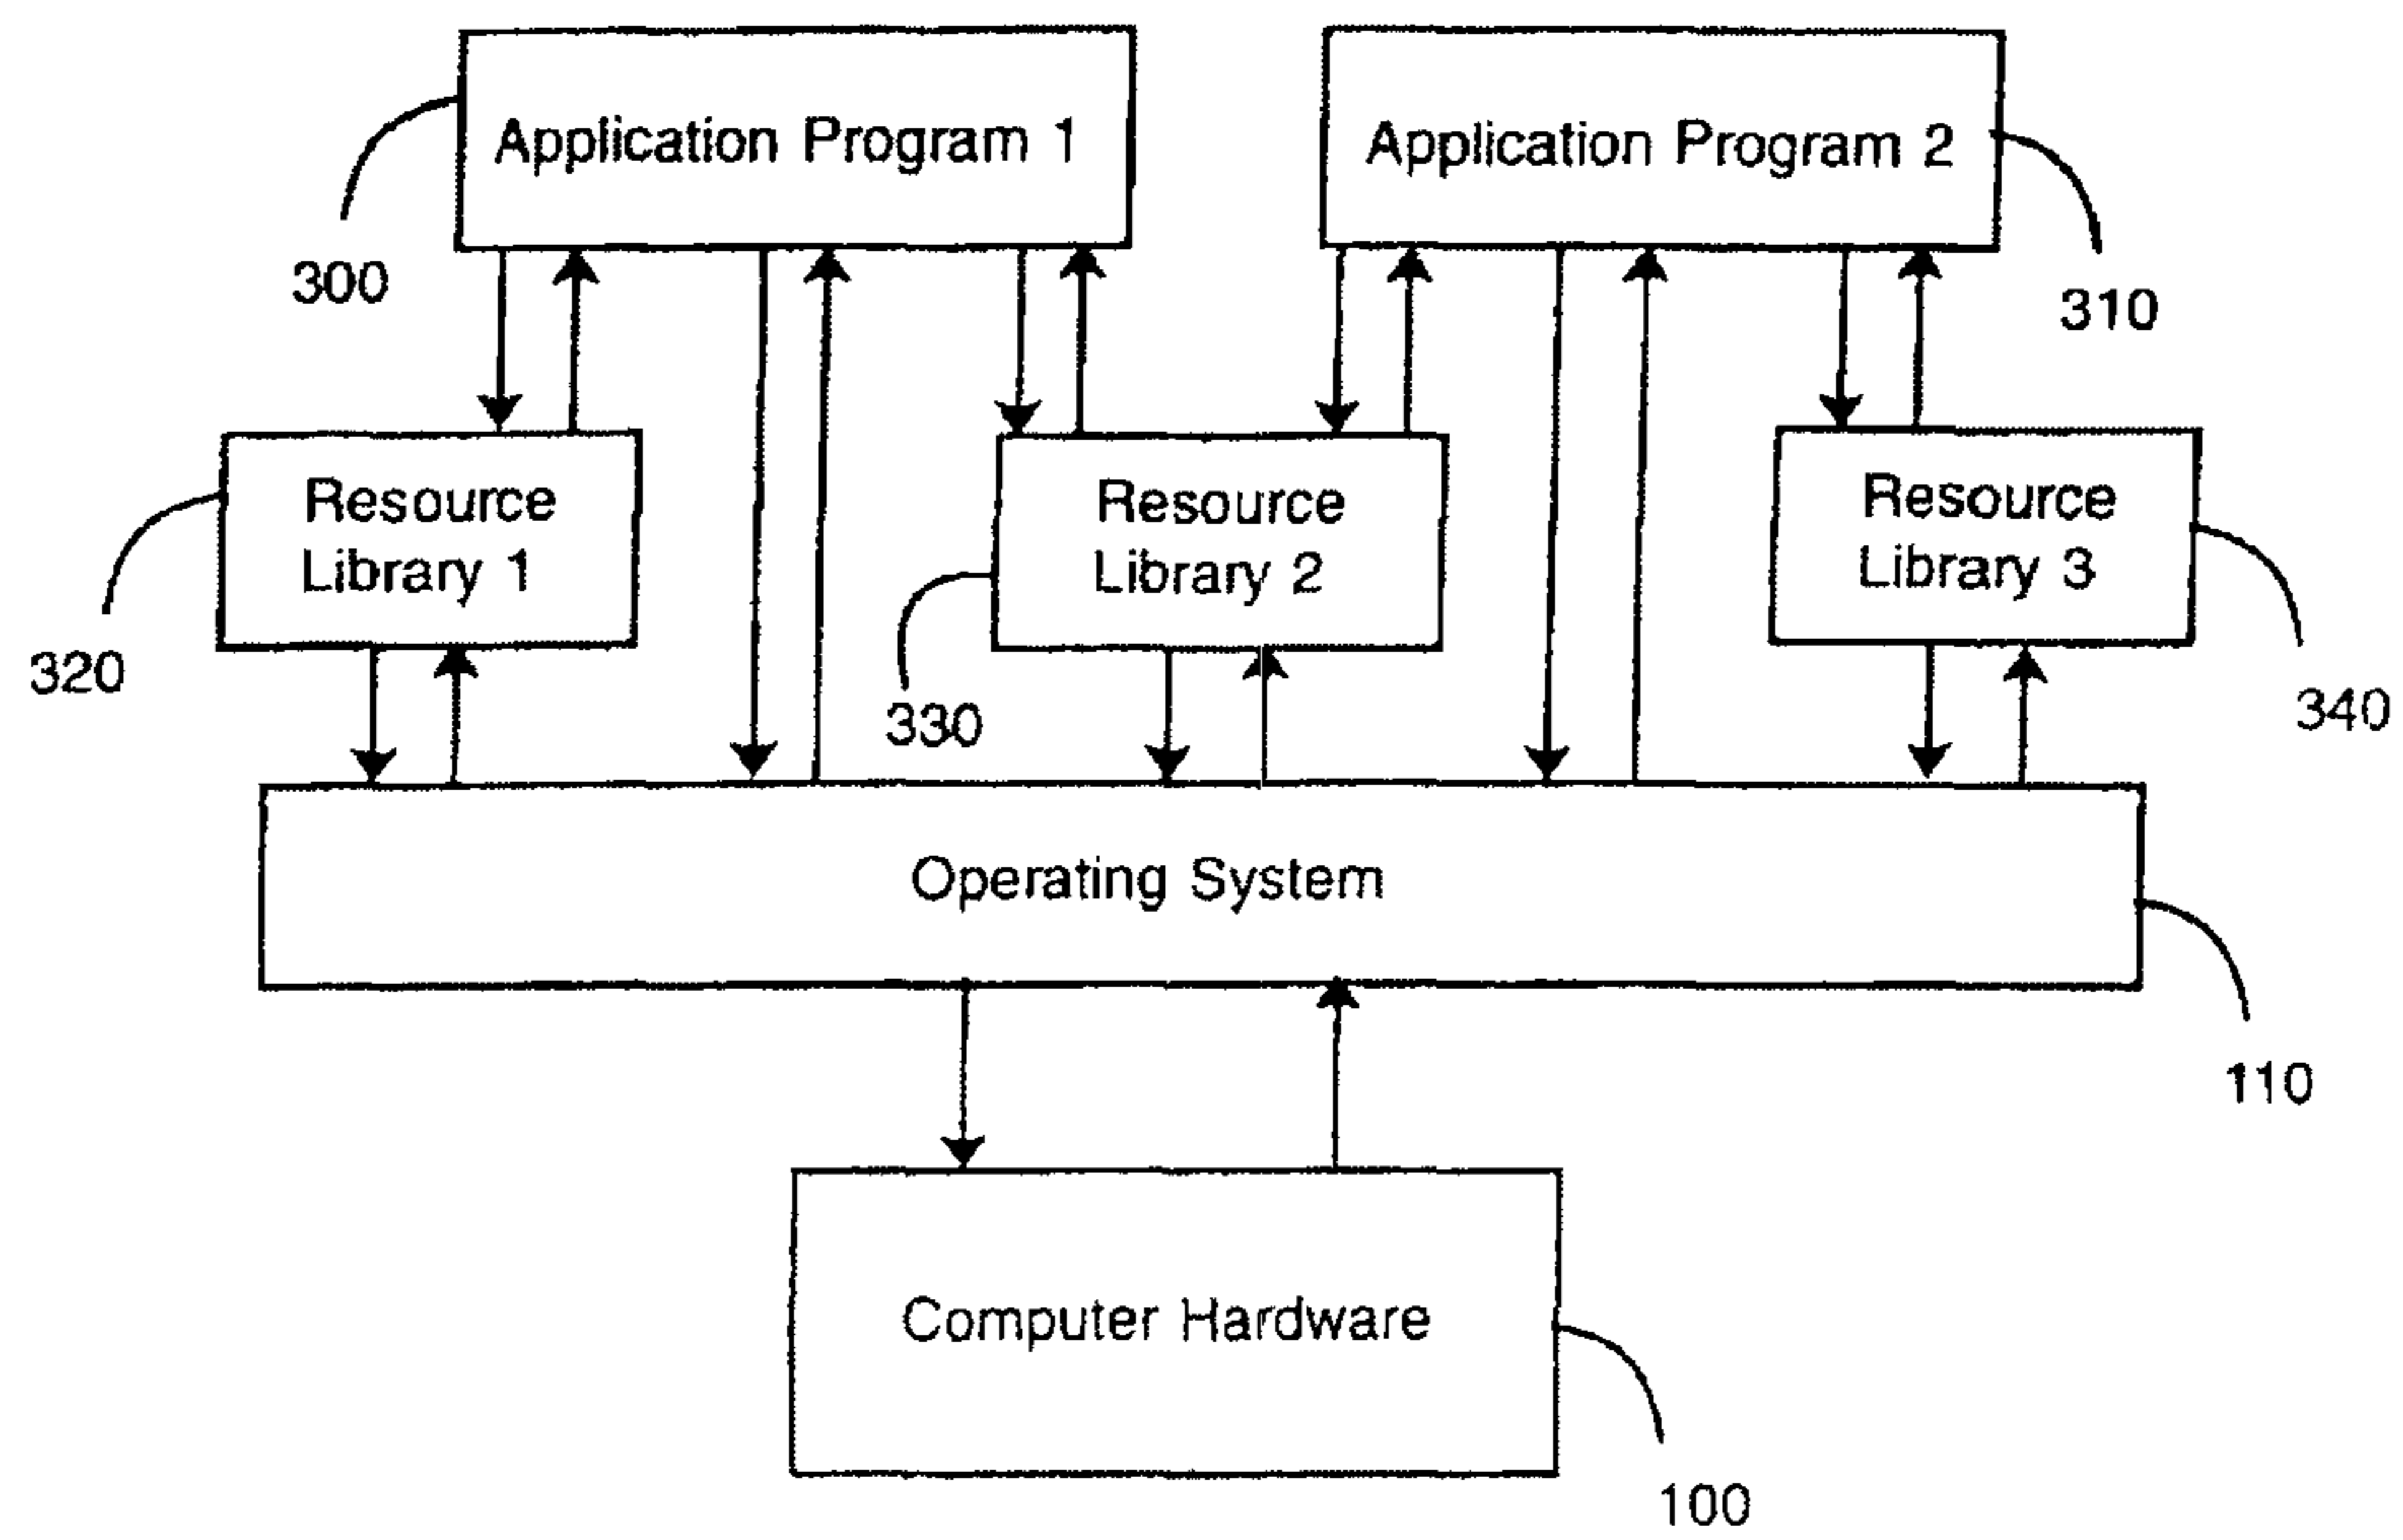 Application Program 1
Application Program 2
300
310
Resource
Library 1
Resource
Library 2
Resource
Library 3
320
330
340
Operating System
110
Computer Hardware
100